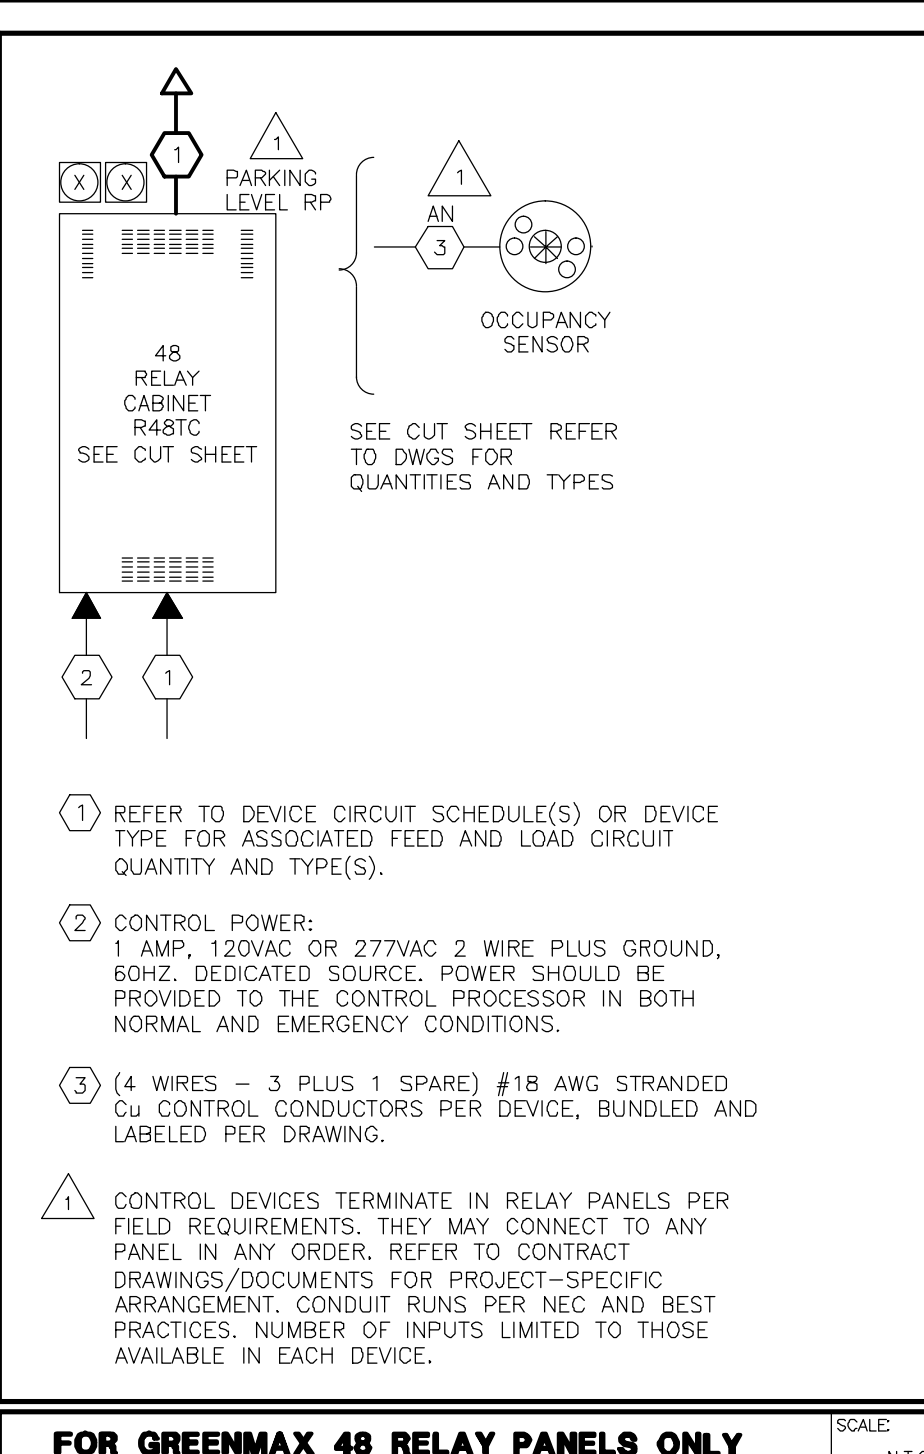 1
1
X X
PARKING
LEVEL RP
1
AN
3
OCCUPANCY
SENSOR
48
RELAY
CABINET
R48TC
SEE CUT SHEET
SEE CUT SHEET REFER
TO DWGS FOR
QUANTITIES AND TYPES
2 1
1 REFER TO DEVICE CIRCUIT SCHEDULE(S) OR DEVICE
TYPE FOR ASSOCIATED FEED AND LOAD CIRCUIT
QUANTITY AND TYPE(S).
2 CONTROL POWER:
1 AMP, 120VAC OR 277VAC 2 WIRE PLUS GROUND,
60HZ. DEDICATED SOURCE. POWER SHOULD BE
PROVIDED TO THE CONTROL PROCESSOR IN BOTH
NORMAL AND EMERGENCY CONDITIONS.
3 (4 WIRES – 3 PLUS 1 SPARE) #18 AWG STRANDED
Cu CONTROL CONDUCTORS PER DEVICE, BUNDLED AND
LABELED PER DRAWING.
1 CONTROL DEVICES TERMINATE IN RELAY PANELS PER
FIELD REQUIREMENTS. THEY MAY CONNECT TO ANY
PANEL IN ANY ORDER. REFER TO CONTRACT
DRAWINGS/DOCUMENTS FOR PROJECT–SPECIFIC
ARRANGEMENT. CONDUIT RUNS PER NEC AND BEST
PRACTICES. NUMBER OF INPUTS LIMITED TO THOSE
AVAILABLE IN EACH DEVICE.
FOR GREENMAX 48 RELAY PANELS ONLY
SCALE: